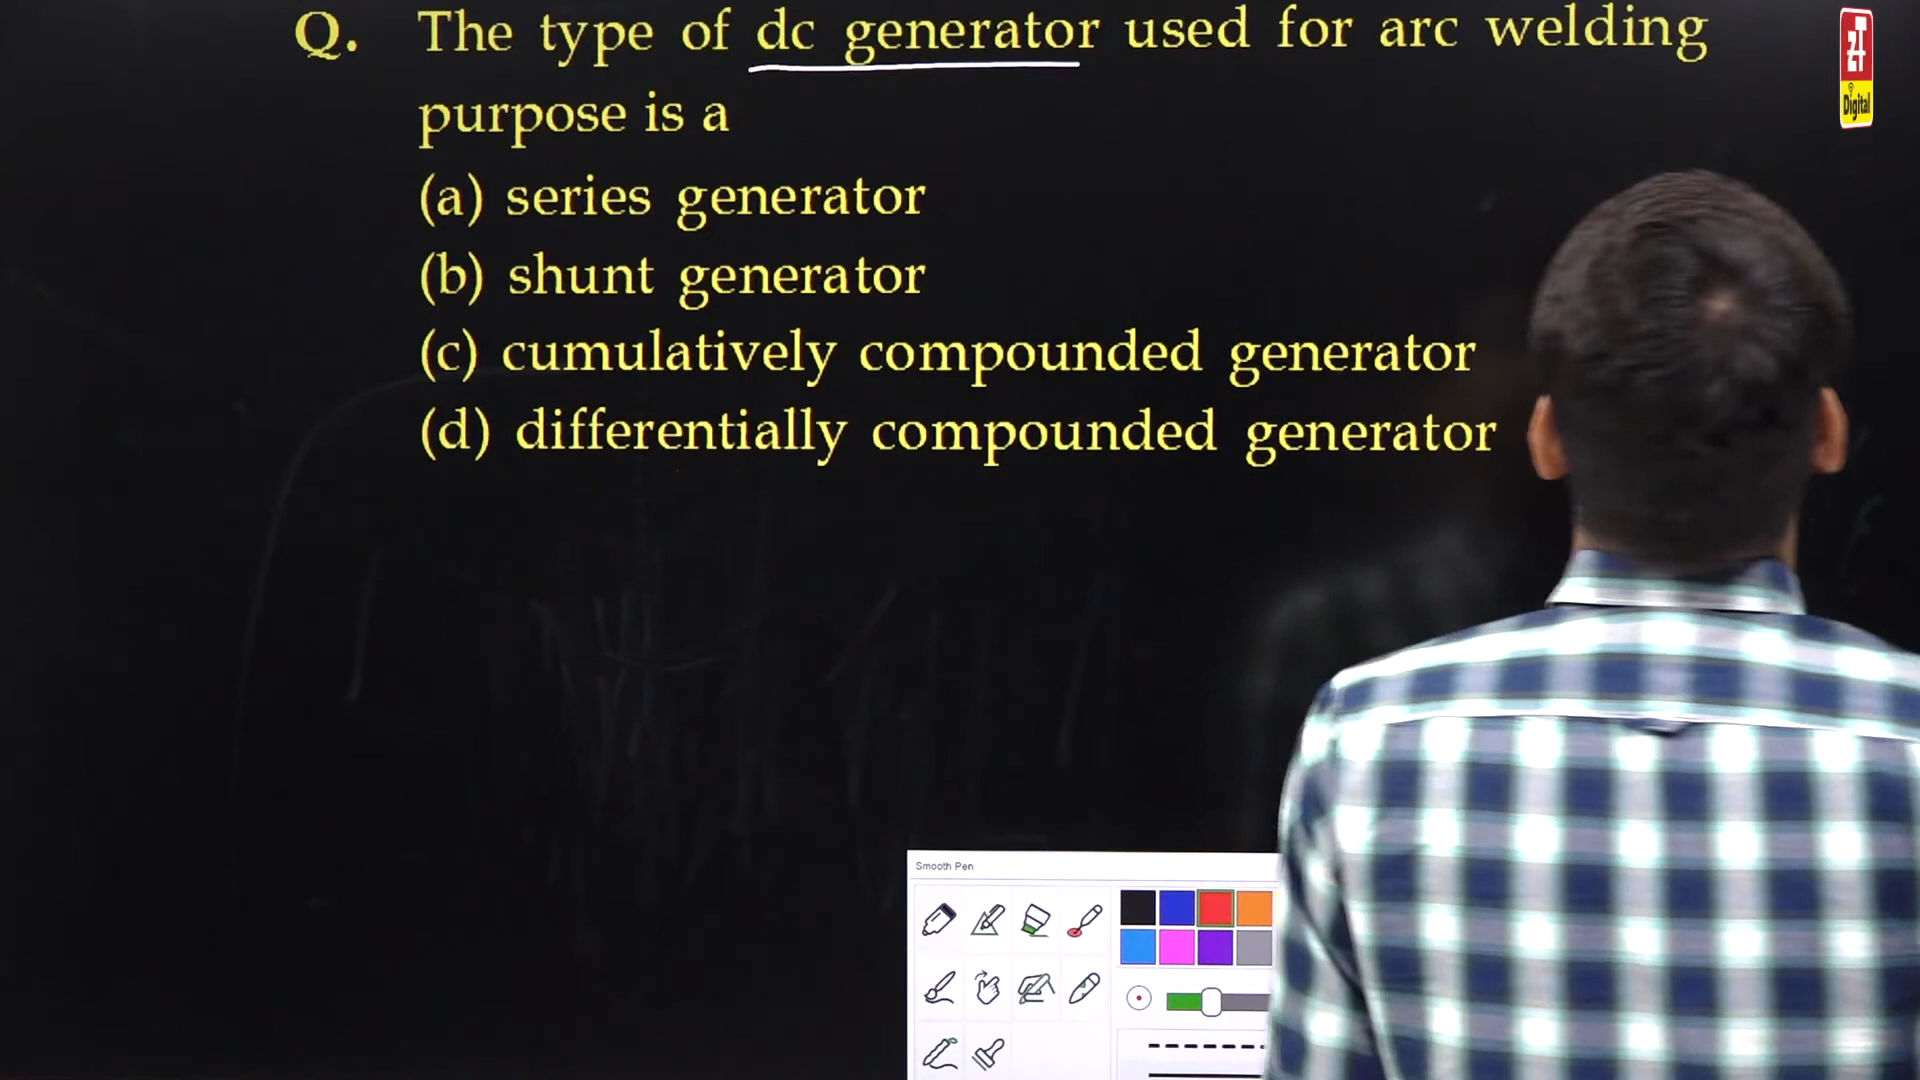 Q. The type of dc generator used for arc welding
purpose is a
(a) series generator
(b) shunt generator
(c) cumulatively compounded generator
(d) differentially compounded generator
ZT
Digital
Smooth Pen